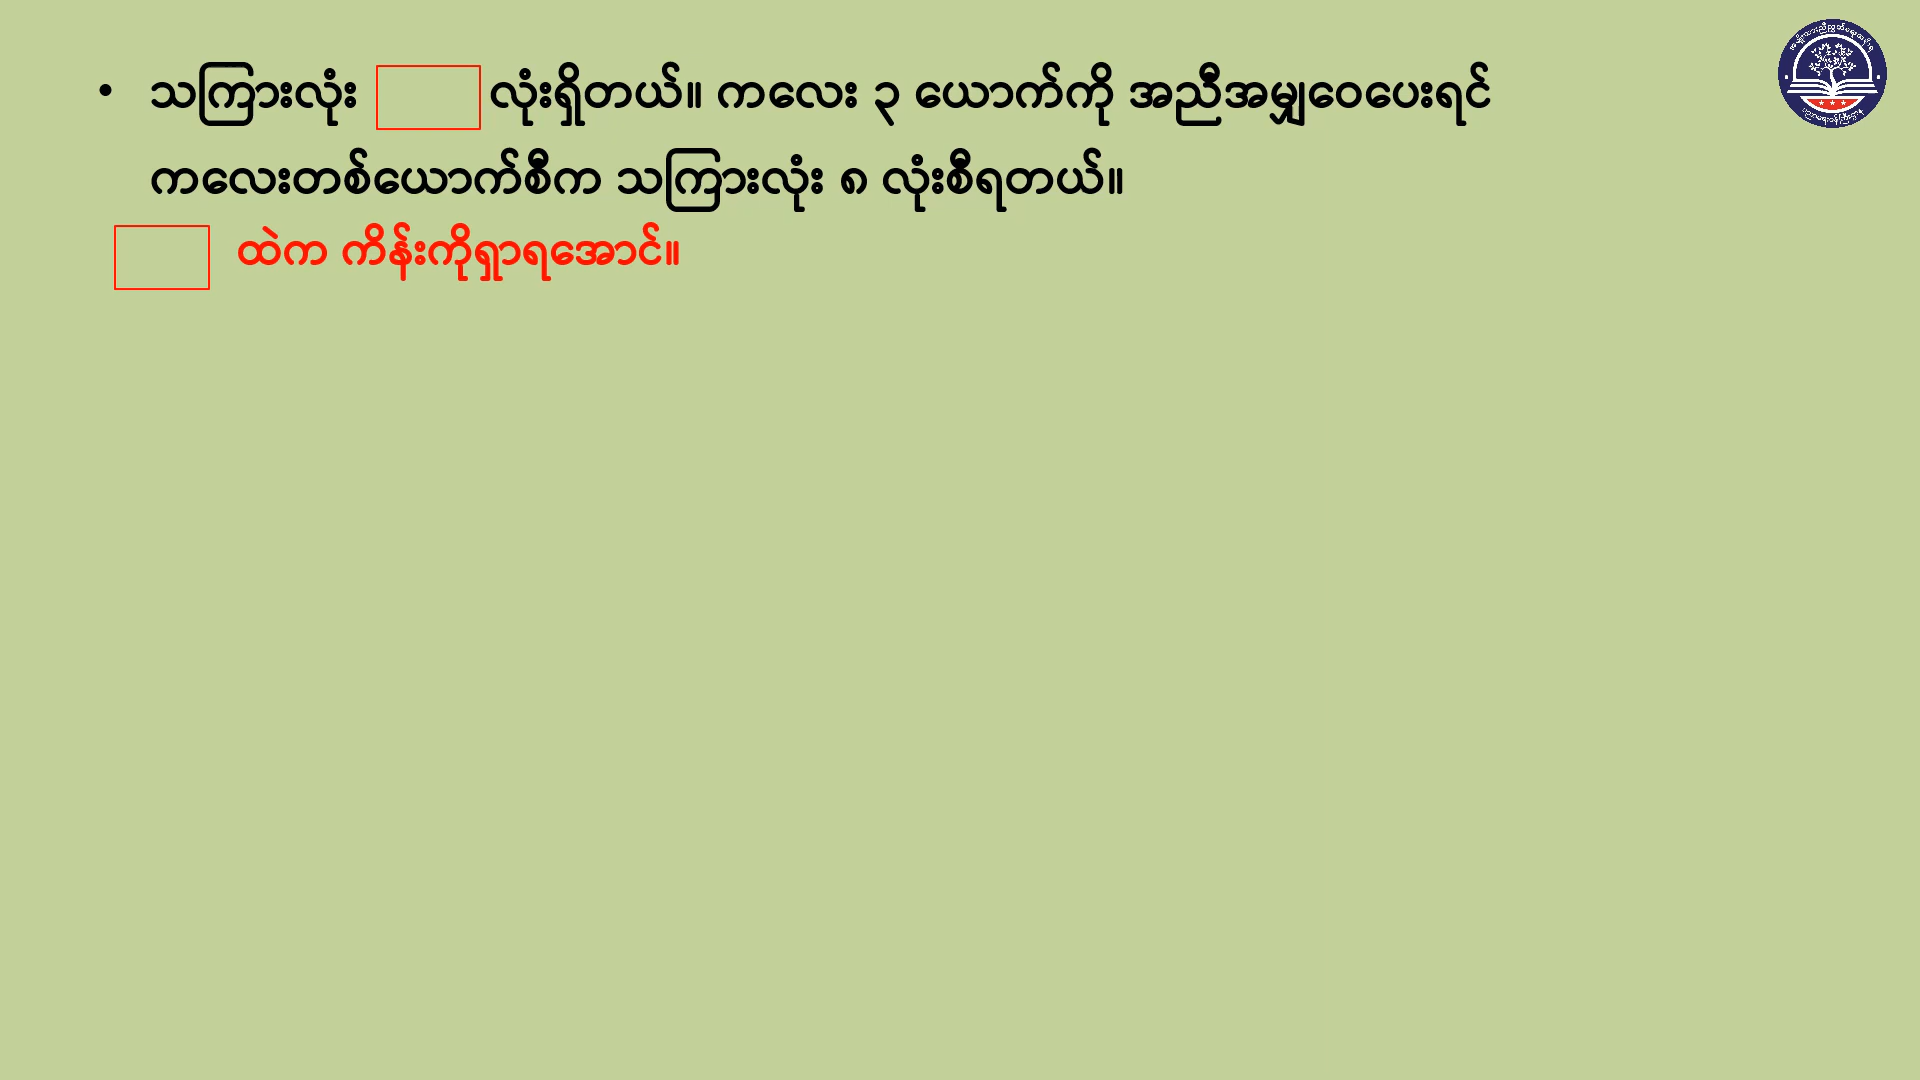 • သကြားလုံး လုံးရှိတယ်။ ကလေး ၃ ယောက်ကို အညီအမျှဝေပေးရင်
ကလေးတစ်ယောက်စီက သကြားလုံး ၈ လုံးစီရတယ်။
ထဲက ကိန်းကိုရှာရအောင်။